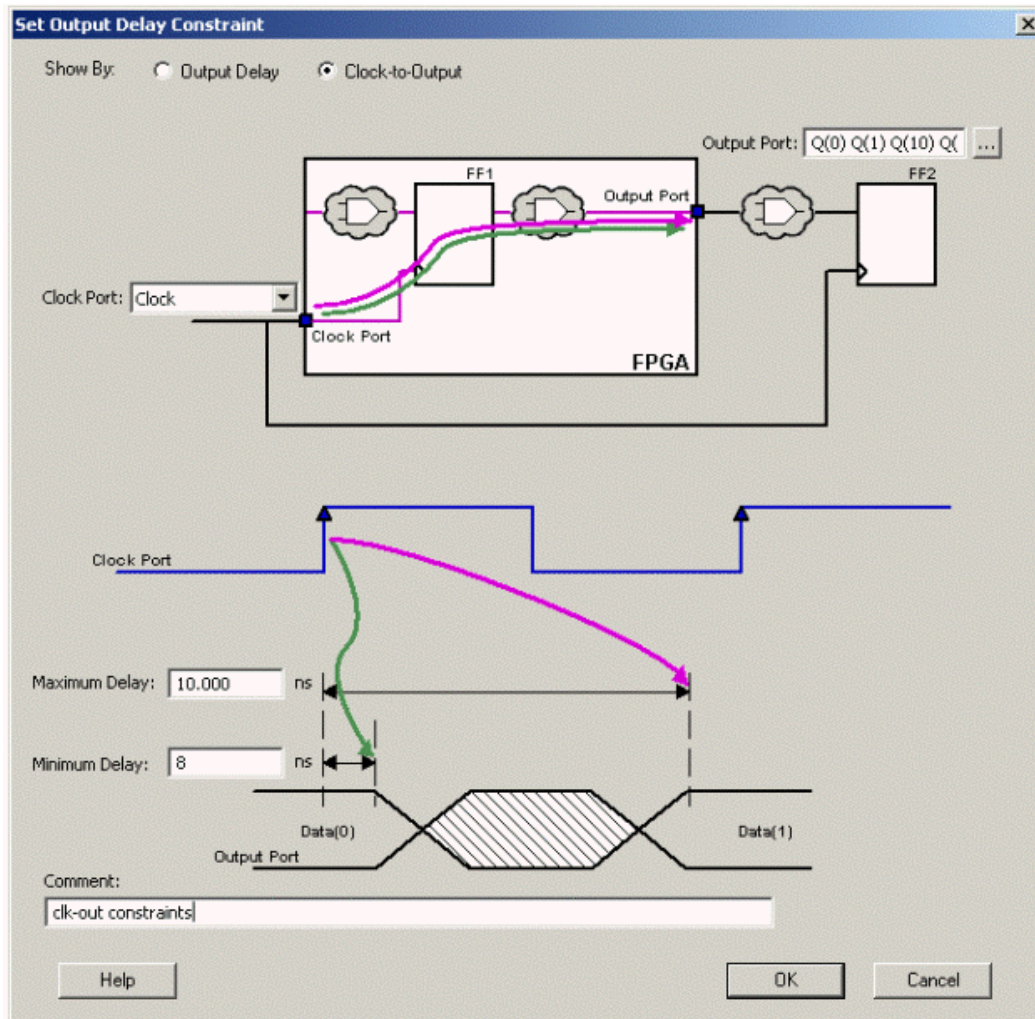 Set Output Delay Constraint
Show By: Output Delay Clock-to-Output
Output Port: Q(0) Q(1) Q(10) Q( ...
FF1
FF2
Output Port
Clock Port: Clock
Clock Port
FPGA
Clock Port
Maximum Delay: 10.000 ns
Minimum Delay: 8 ns
Data(0)
Data(1)
Output Port
Comment:
clk-out constraints
Help
OK
Cancel